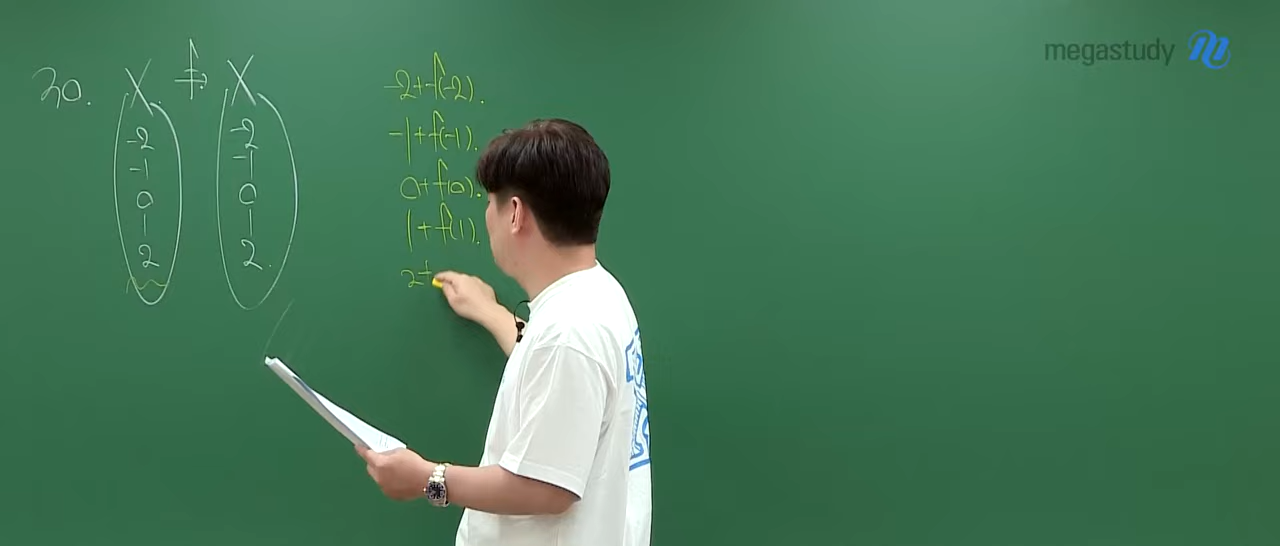 30. X f X
-2 -2
-1 -1
0 0
1 1
2 2.
-2+f(-2).
-1+f(-1).
0+f(0).
1+f(1).
2+
megastudy